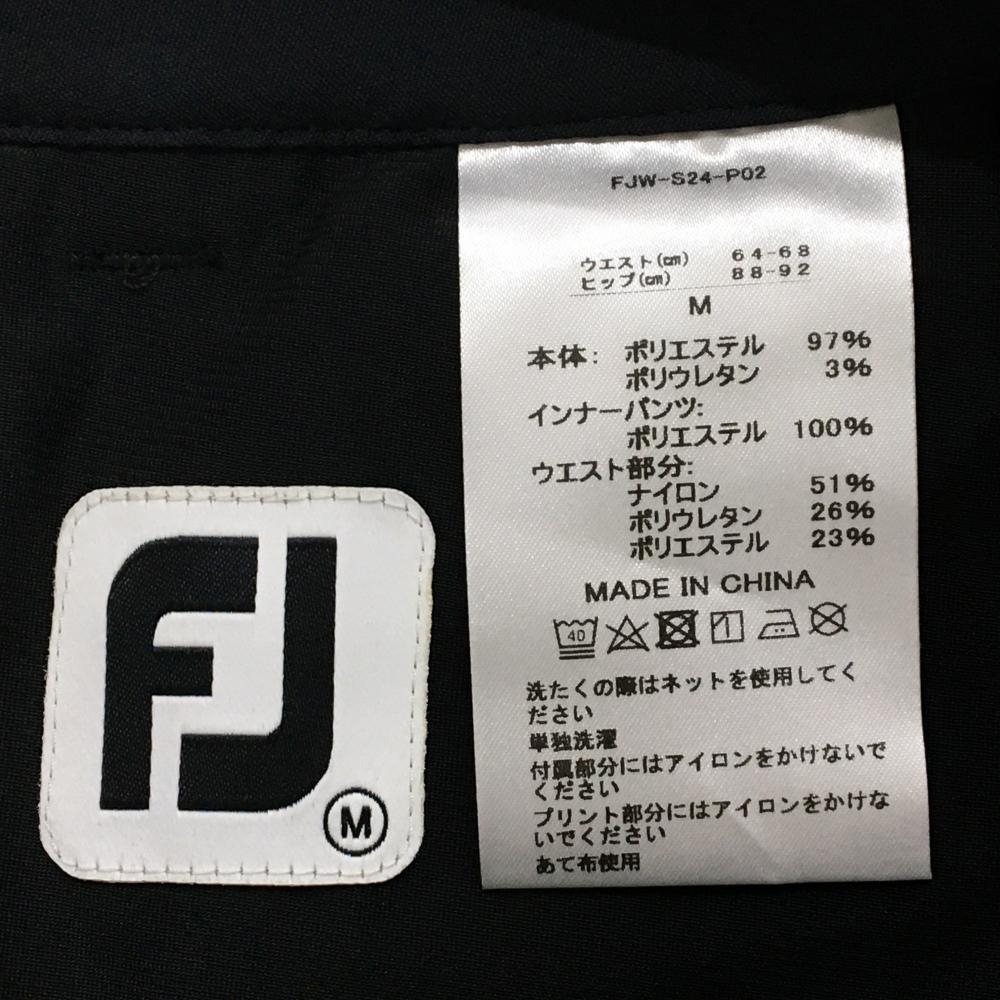 FJ
M
FJW-S24-P02
ウエスト(㎝) 64-68
ヒップ(㎝) 88-92
M
本体: ポリエステル 97%
ポリウレタン 3%
インナーパンツ:
ポリエステル 100%
ウエスト部分:
ナイロン 51%
ポリウレタン 26%
ポリエステル 23%
MADE IN CHINA
40
洗たくの際はネットを使用してく
ださい
単独洗濯
付属部分にはアイロンをかけないで
ください
プリント部分にはアイロンをかけな
いでください
あて布使用